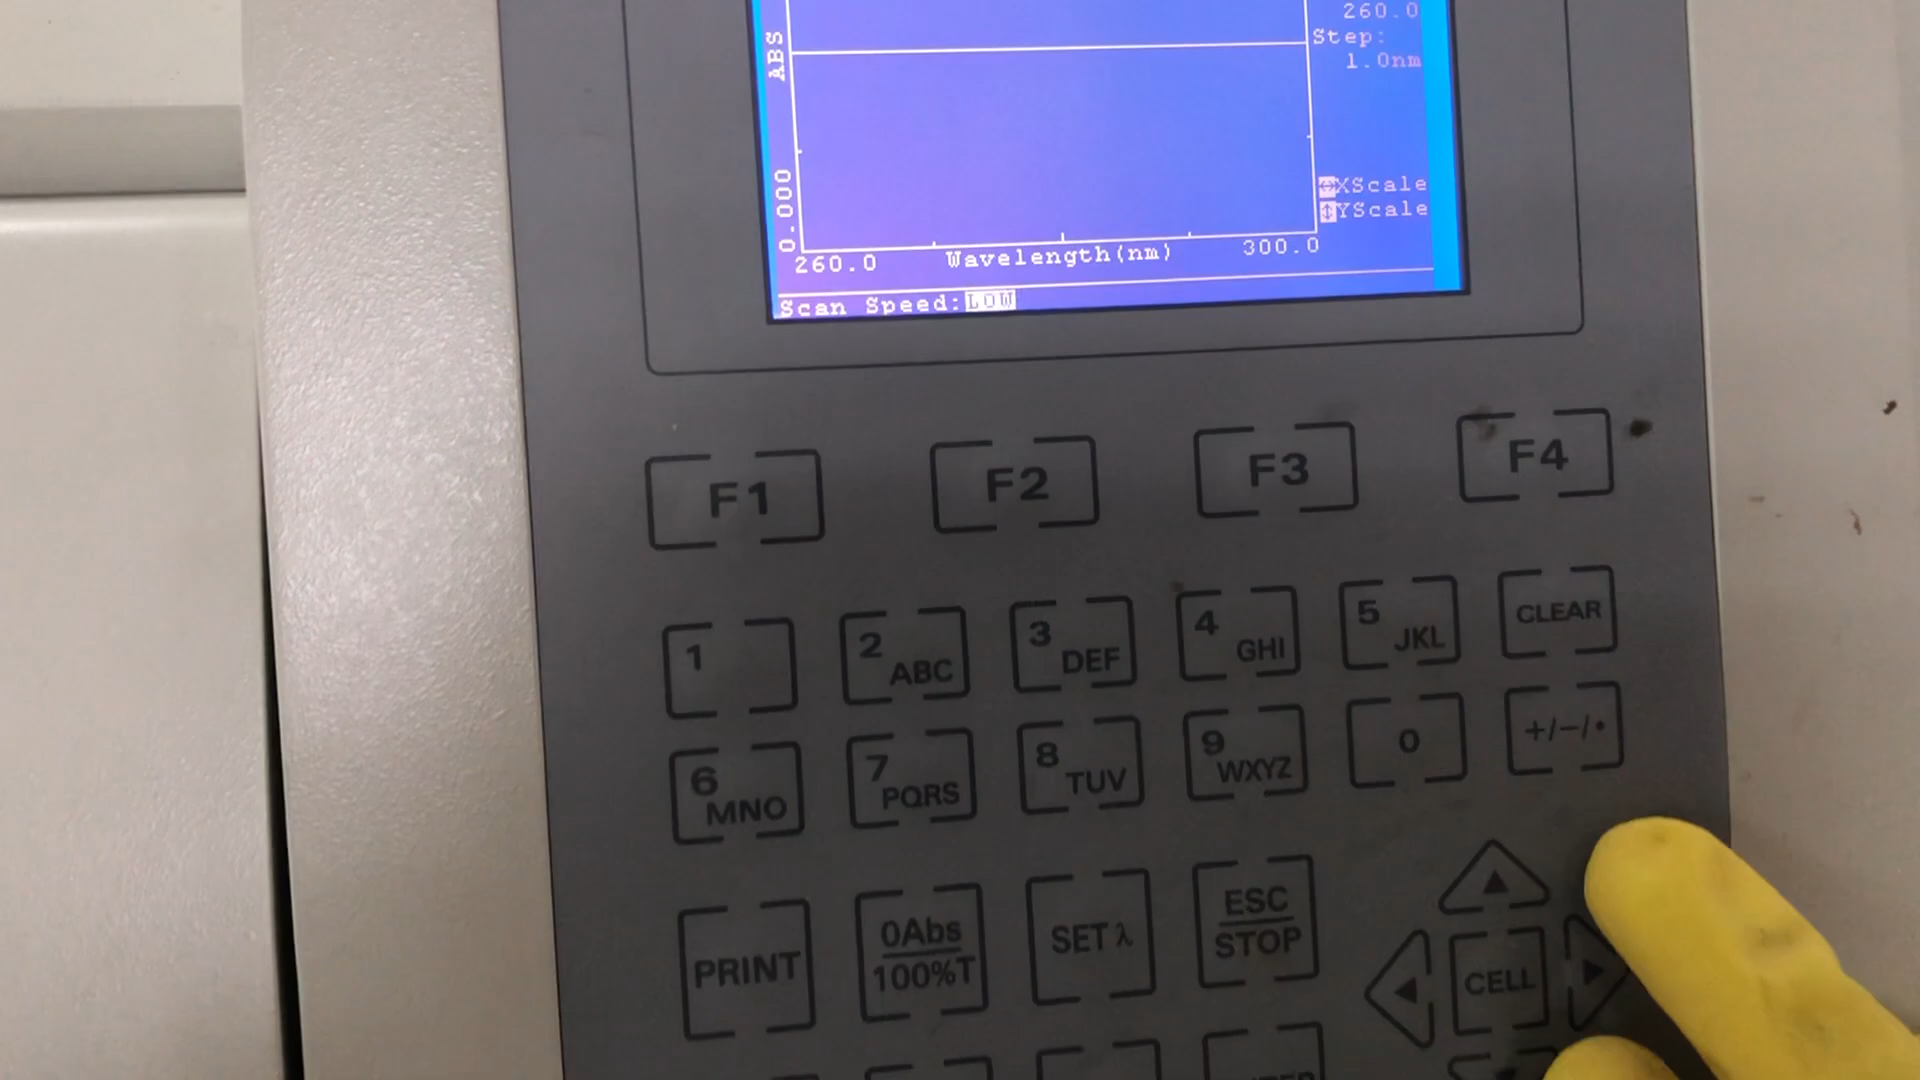 260.0
Step:
1.0nm
ABS
0.000
↔XScale
↕YScale
260.0 Wavelength(nm) 300.0
Scan Speed:LOW
F1 F2 F3 F4
1 2 ABC 3 DEF 4 GHI 5 JKL CLEAR
6 MNO 7 PQRS 8 TUV 9 WXYZ 0 +/−/•
PRINT 0Abs/100%T SET λ ESC/STOP CELL